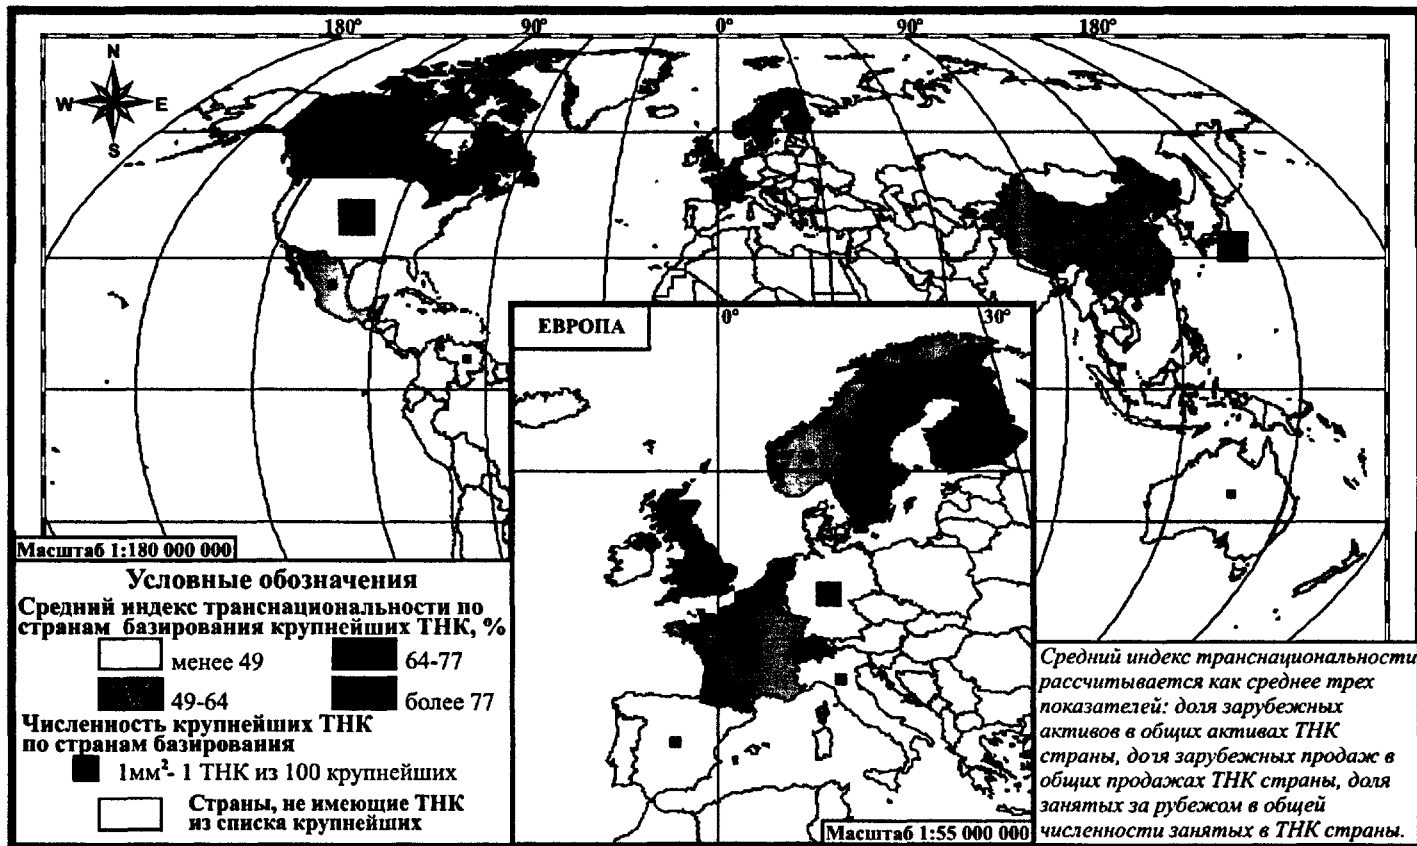 180°
90°
0°
90°
180°
N
W
E
S
ЕВРОПА
0°
30°
Масштаб 1:180 000 000
Условные обозначения
Средний индекс транснациональности по
странам базирования крупнейших ТНК, %
менее 49
64-77
49-64
более 77
Численность крупнейших ТНК
по странам базирования
1мм²- 1 ТНК из 100 крупнейших
Страны, не имеющие ТНК
из списка крупнейших
Масштаб 1:55 000 000
Средний индекс транснациональности
рассчитывается как среднее трех
показателей: доля зарубежных
активов в общих активах ТНК
страны, доля зарубежных продаж в
общих продажах ТНК страны, доля
занятых за рубежом в общей
численности занятых в ТНК страны.